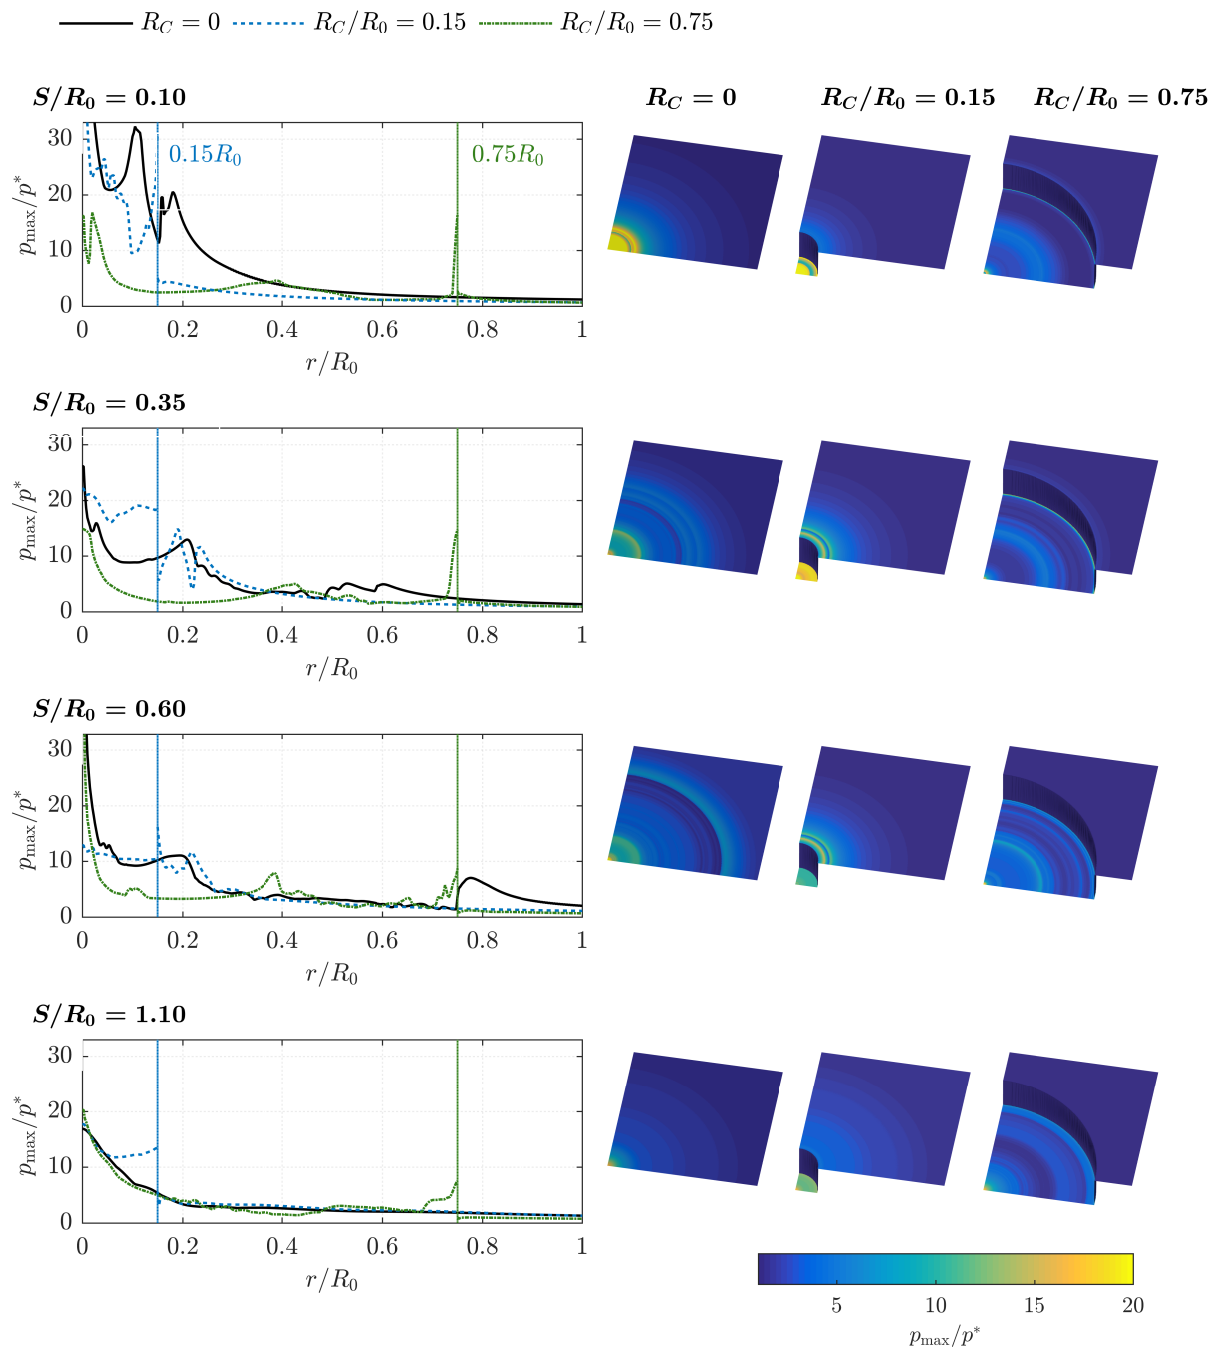 R_C = 0 R_C/R_0 = 0.15 R_C/R_0 = 0.75
S/R_0 = 0.10 R_C = 0 R_C/R_0 = 0.15 R_C/R_0 = 0.75
30
20
10
0
p_max/p*
0.15R_0 0.75R_0
0 0.2 0.4 0.6 0.8 1
r/R_0
S/R_0 = 0.35
30
20
10
0
p_max/p*
0 0.2 0.4 0.6 0.8 1
r/R_0
S/R_0 = 0.60
30
20
10
0
p_max/p*
0 0.2 0.4 0.6 0.8 1
r/R_0
S/R_0 = 1.10
30
20
10
0
p_max/p*
0 0.2 0.4 0.6 0.8 1
r/R_0
5 10 15 20
p_max/p*